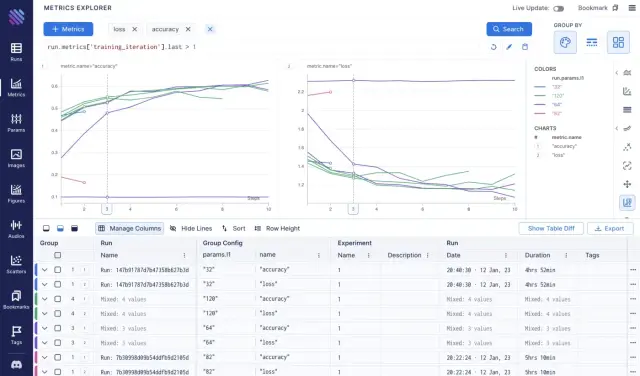 METRICS EXPLORER
Live Update:
Bookmark
+ Metrics
loss ×
accuracy ×
×
Search
GROUP BY
run.metrics['training_iteration'].last > 1
metric.name="accuracy"
0.6
0.5
0.4
0.3
0.2
0.1
2
3
4
6
8
10
Steps
metric.name="loss"
2.2
2
1.8
1.6
1.4
1.2
2
3
4
6
8
10
Steps
COLORS
run.params.l1
"32"
"120"
"64"
"82"
CHARTS
# metric.name
1 "accuracy"
2 "loss"
Runs
Metrics
Params
Images
Figures
Audios
Scatters
Bookmarks
Tags
Manage Columns
Hide Lines
Sort
Row Height
Show Table Diff
Export
Group Run Group Config Experiment Run
Name params.l1 name Name Description Date Duration Tags
1 Run: 147b91787d7b47358b627b3d "32" "accuracy" 1 20:40:30 · 12 Jan, 23 4hrs 52min
1 Run: 147b91787d7b47358b627b3d "32" "loss" 1 20:40:30 · 12 Jan, 23 4hrs 52min
4 Mixed: 4 values "120" "accuracy" 1 Mixed: 4 values Mixed: 4 values
4 Mixed: 4 values "120" "loss" 1 Mixed: 4 values Mixed: 4 values
3 Mixed: 3 values "64" "accuracy" 1 Mixed: 3 values Mixed: 3 values
3 Mixed: 3 values "64" "loss" 1 Mixed: 3 values Mixed: 3 values
1 Run: 7b30998d09b54ddfb9d2105d "82" "accuracy" 1 20:22:24 · 12 Jan, 23 5hrs 10min
1 Run: 7b30998d09b54ddfb9d2105d "82" "loss" 1 20:22:24 · 12 Jan, 23 5hrs 10min